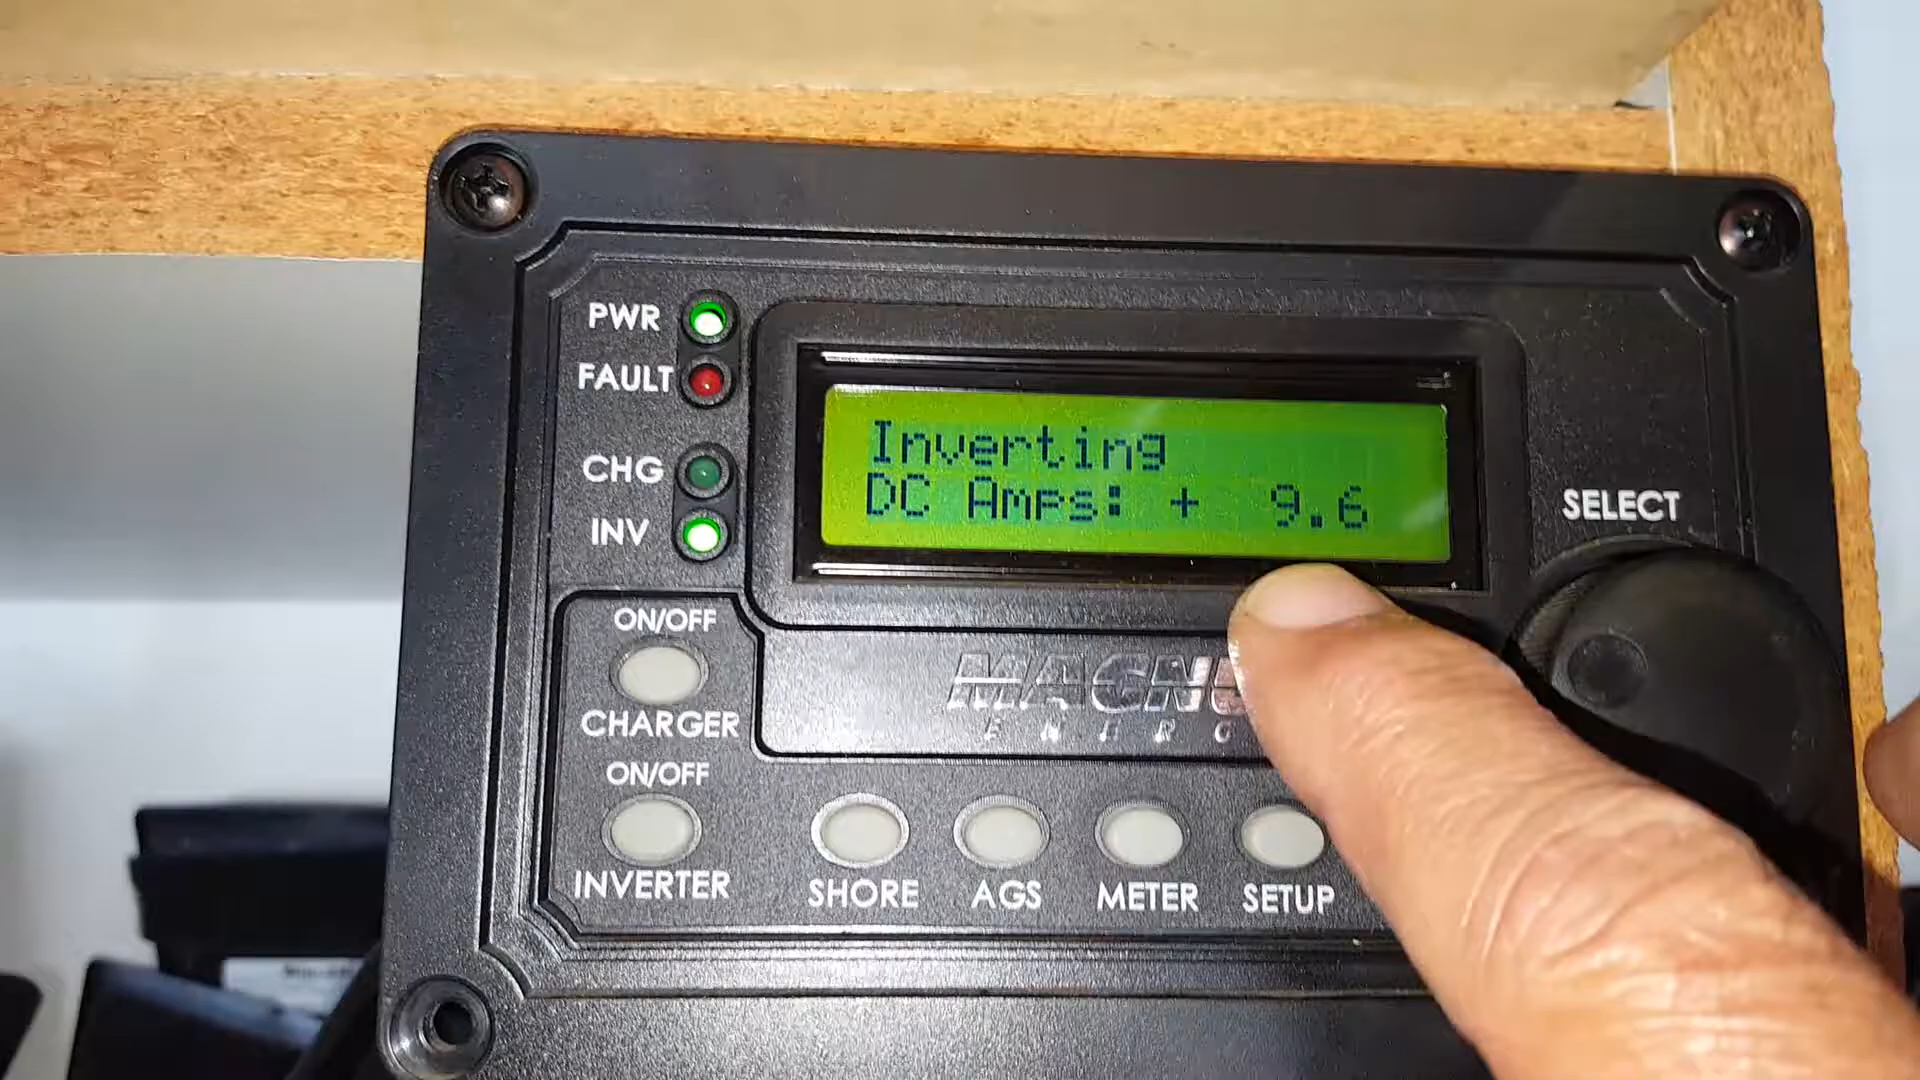 PWR
FAULT
CHG
INV
Inverting
DC Amps: + 9.6
SELECT
ON/OFF
CHARGER
ON/OFF
INVERTER
SHORE
AGS
METER
SETUP